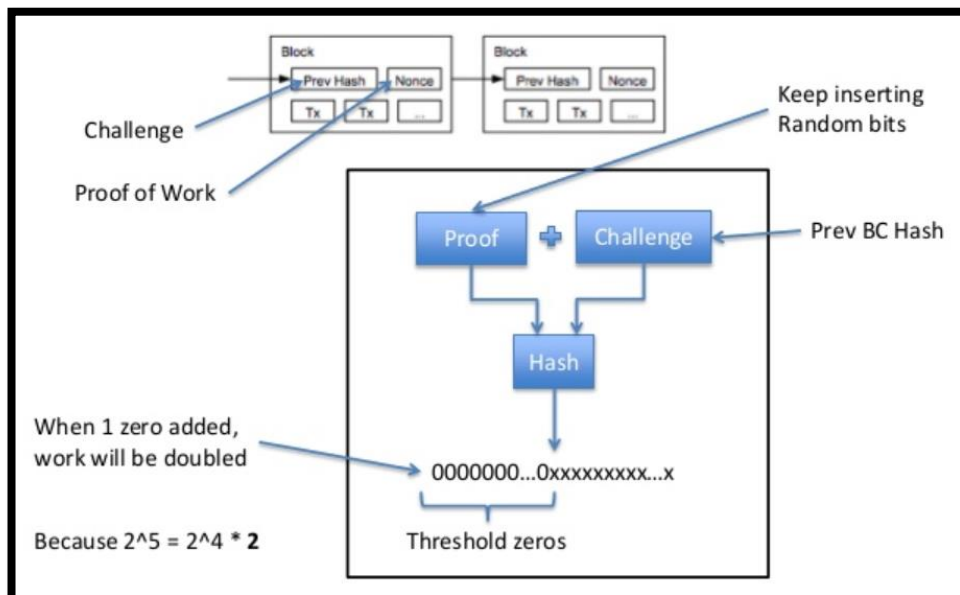 Block
Prev Hash
Nonce
Tx
Tx
...
Block
Prev Hash
Nonce
Tx
Tx
...
Challenge
Proof of Work
Keep inserting
Random bits
Proof
Challenge
Prev BC Hash
Hash
When 1 zero added,
work will be doubled
0000000...0xxxxxxxxx...x
Threshold zeros
Because 2^5 = 2^4 * 2